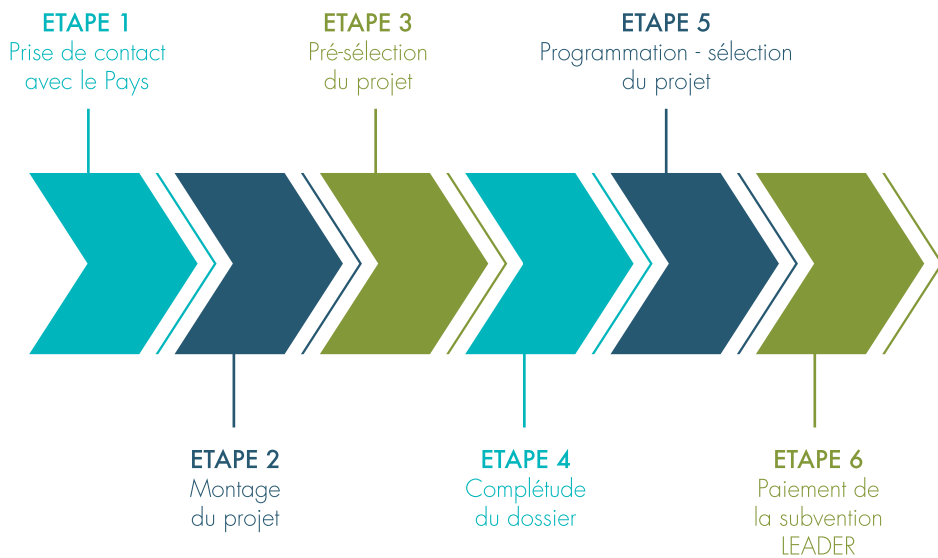 ETAPE 1
Prise de contact
avec le Pays
ETAPE 2
Montage
du projet
ETAPE 3
Pré-sélection
du projet
ETAPE 4
Complétude
du dossier
ETAPE 5
Programmation - sélection
du projet
ETAPE 6
Paiement de
la subvention
LEADER